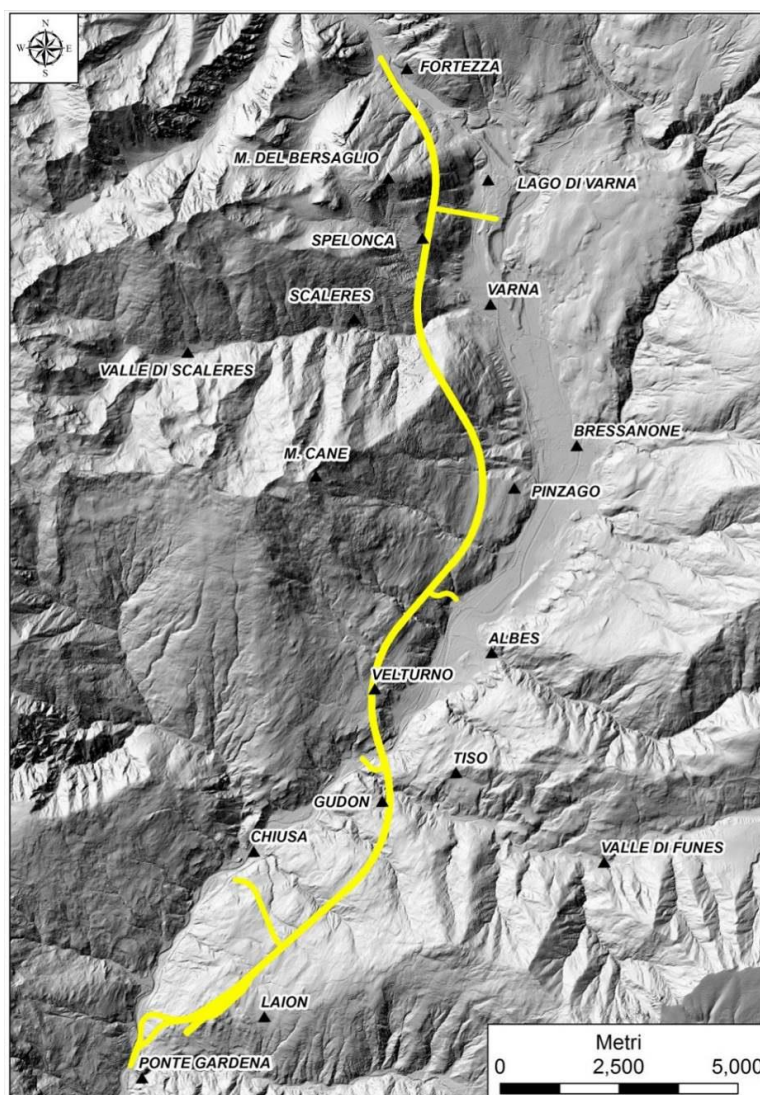 N
W E
S
FORTEZZA
M. DEL BERSAGLIO
LAGO DI VARNA
SPELONCA
SCALERES
VARNA
VALLE DI SCALERES
BRESSANONE
M. CANE
PINZAGO
ALBES
VELTURNO
TISO
GUDON
CHIUSA
VALLE DI FUNES
LAION
Metri
0 2,500 5,000
PONTE GARDENA